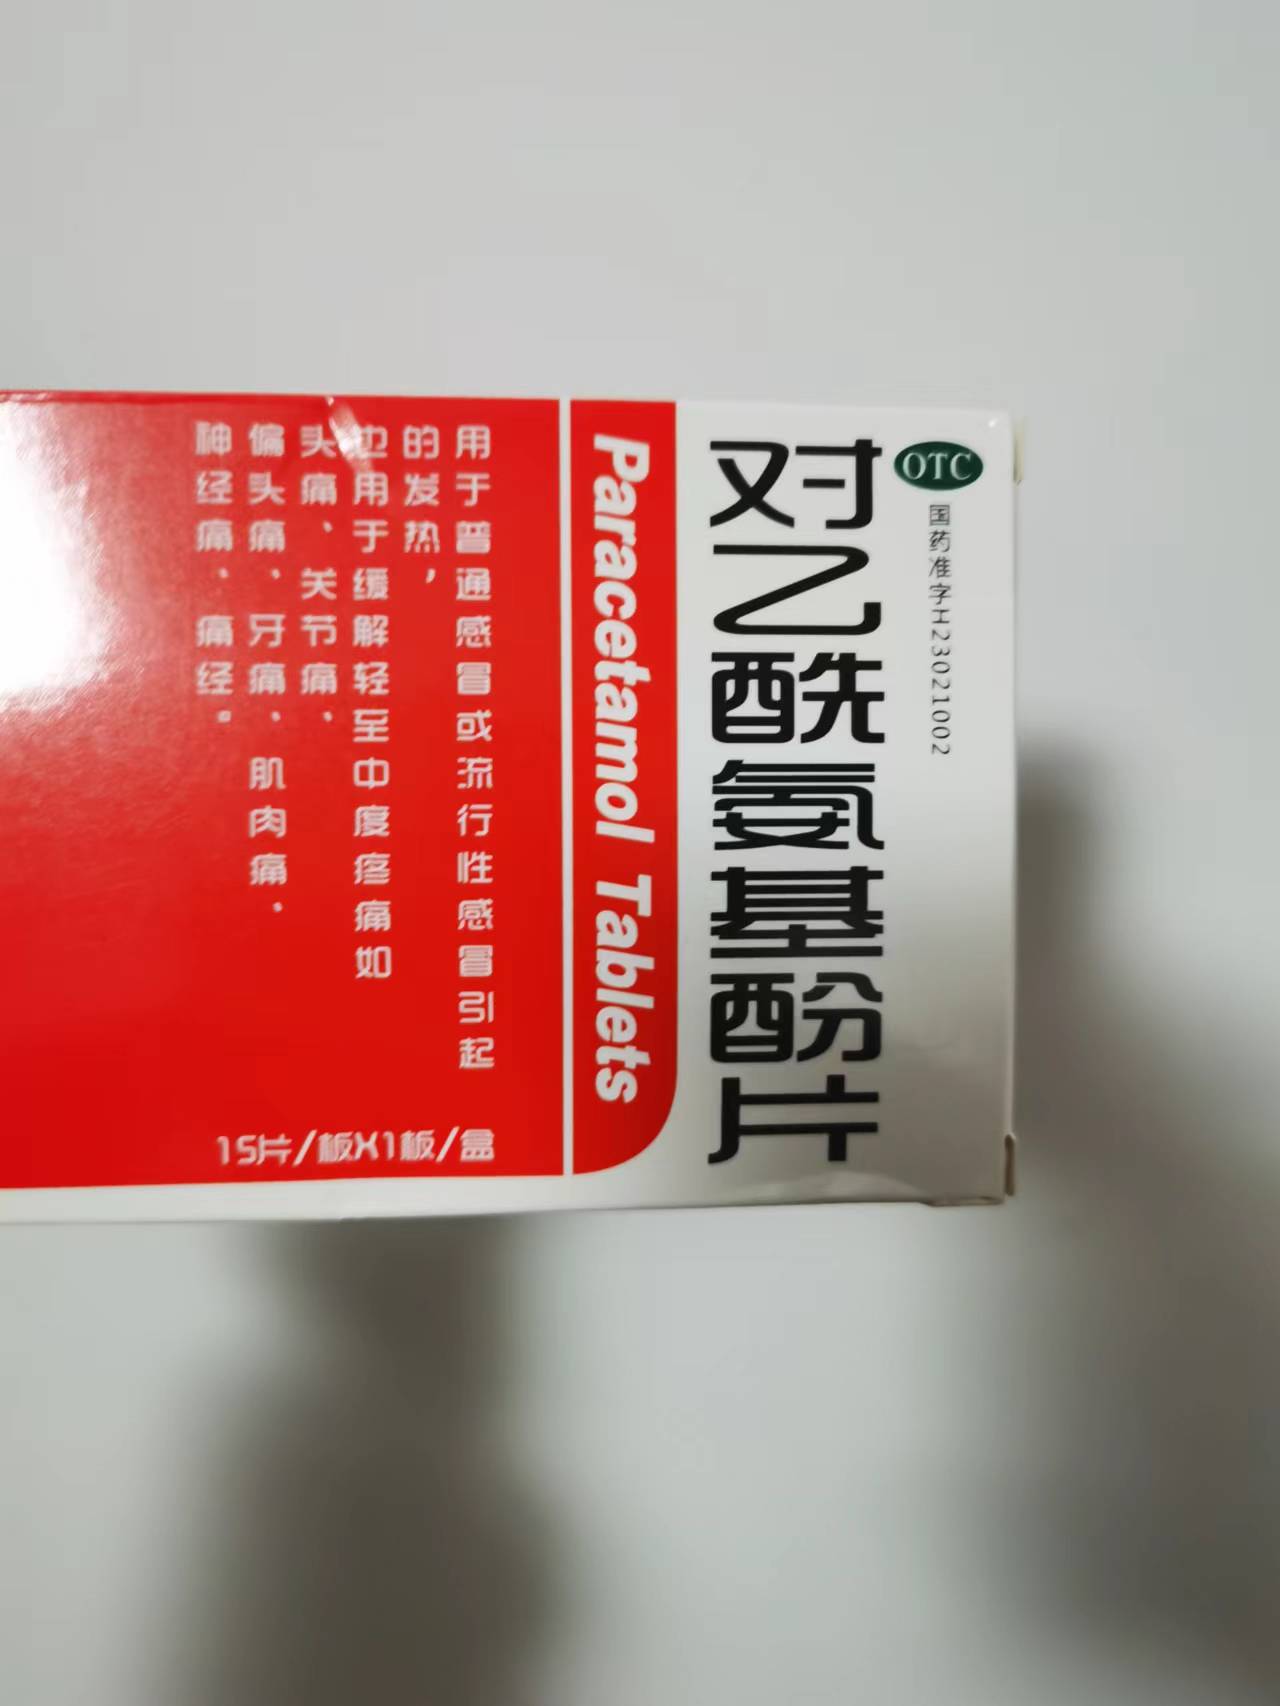 OTC
国药准字H23021002
对乙酰氨基酚片
Paracetamol Tablets
用于普通感冒或流行性感冒引起
的发热，
也用于缓解轻至中度疼痛如
头痛、关节痛、
偏头痛、牙痛、肌肉痛、
神经痛、痛经。
15片/板X1板/盒